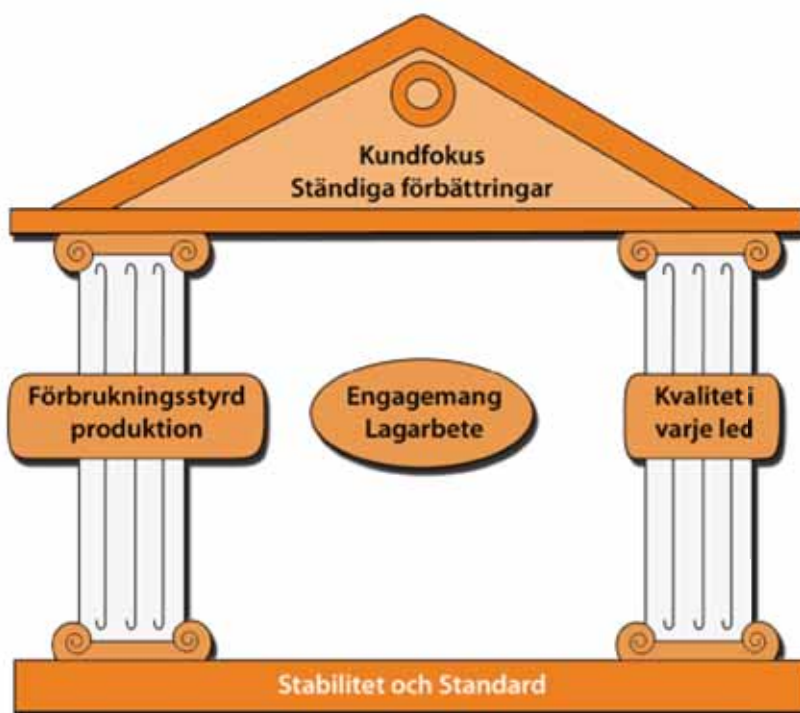 Kundfokus
Ständiga förbättringar
Förbrukningsstyrd
produktion
Engagemang
Lagarbete
Kvalitet i
varje led
Stabilitet och Standard